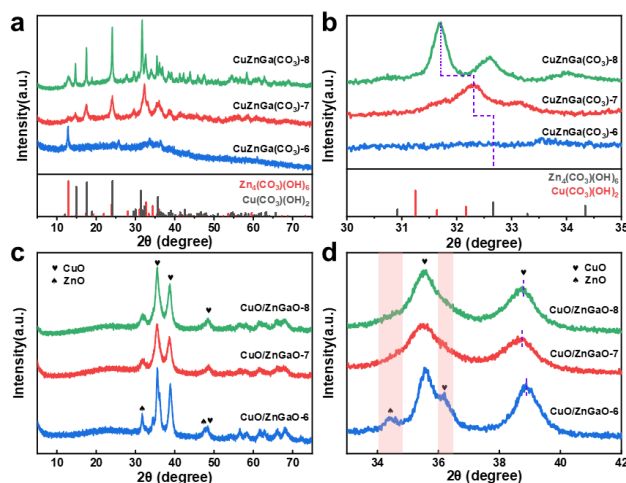 a
Intensity(a.u.)
CuZnGa(CO₃)-8
CuZnGa(CO₃)-7
CuZnGa(CO₃)-6
Zn₄(CO₃)(OH)₆
Cu(CO₃)(OH)₂
10 20 30 40 50 60 70
2θ (degree)
b
Intensity(a.u.)
CuZnGa(CO₃)-8
CuZnGa(CO₃)-7
CuZnGa(CO₃)-6
Zn₄(CO₃)(OH)₆
Cu(CO₃)(OH)₂
30 31 32 33 34 35
2θ (degree)
c
Intensity(a.u.)
♥ CuO
♠ ZnO
CuO/ZnGaO-8
CuO/ZnGaO-7
CuO/ZnGaO-6
10 20 30 40 50 60 70
2θ (degree)
d
Intensity(a.u.)
♥ CuO
♠ ZnO
CuO/ZnGaO-8
CuO/ZnGaO-7
CuO/ZnGaO-6
34 36 38 40 42
2θ (degree)